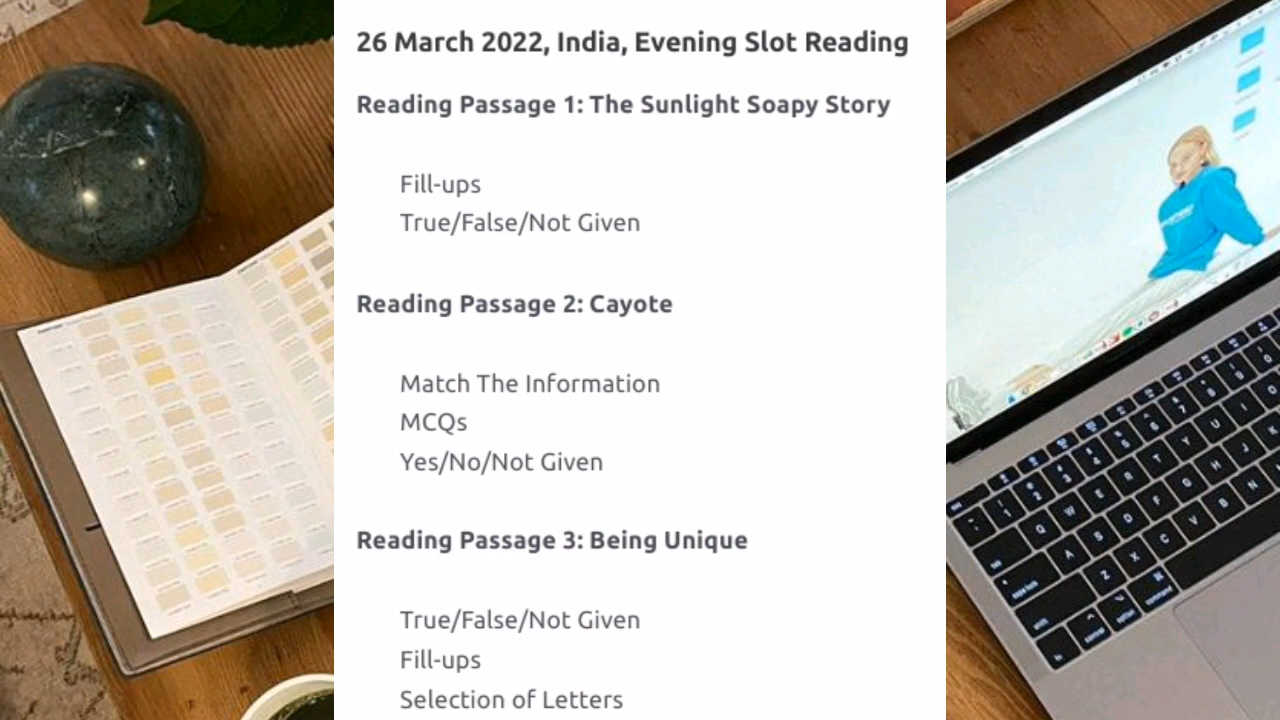 26 March 2022, India, Evening Slot Reading
Reading Passage 1: The Sunlight Soapy Story
Fill-ups
True/False/Not Given
Reading Passage 2: Cayote
Match The Information
MCQs
Yes/No/Not Given
Reading Passage 3: Being Unique
True/False/Not Given
Fill-ups
Selection of Letters